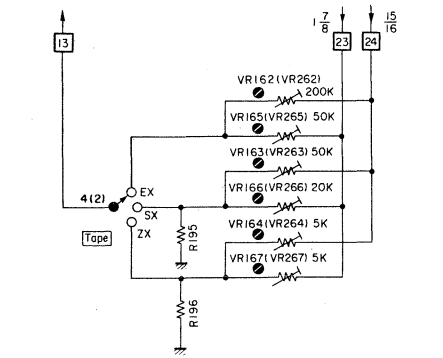 1 7/8
15/16
13
23
24
VR162(VR262)
200K
VR165(VR265) 50K
VR163(VR263) 50K
EX
4(2)
VR166(VR266) 20K
SX
ZX
VR164(VR264) 5K
Tape
R195
VR167(VR267) 5K
R196